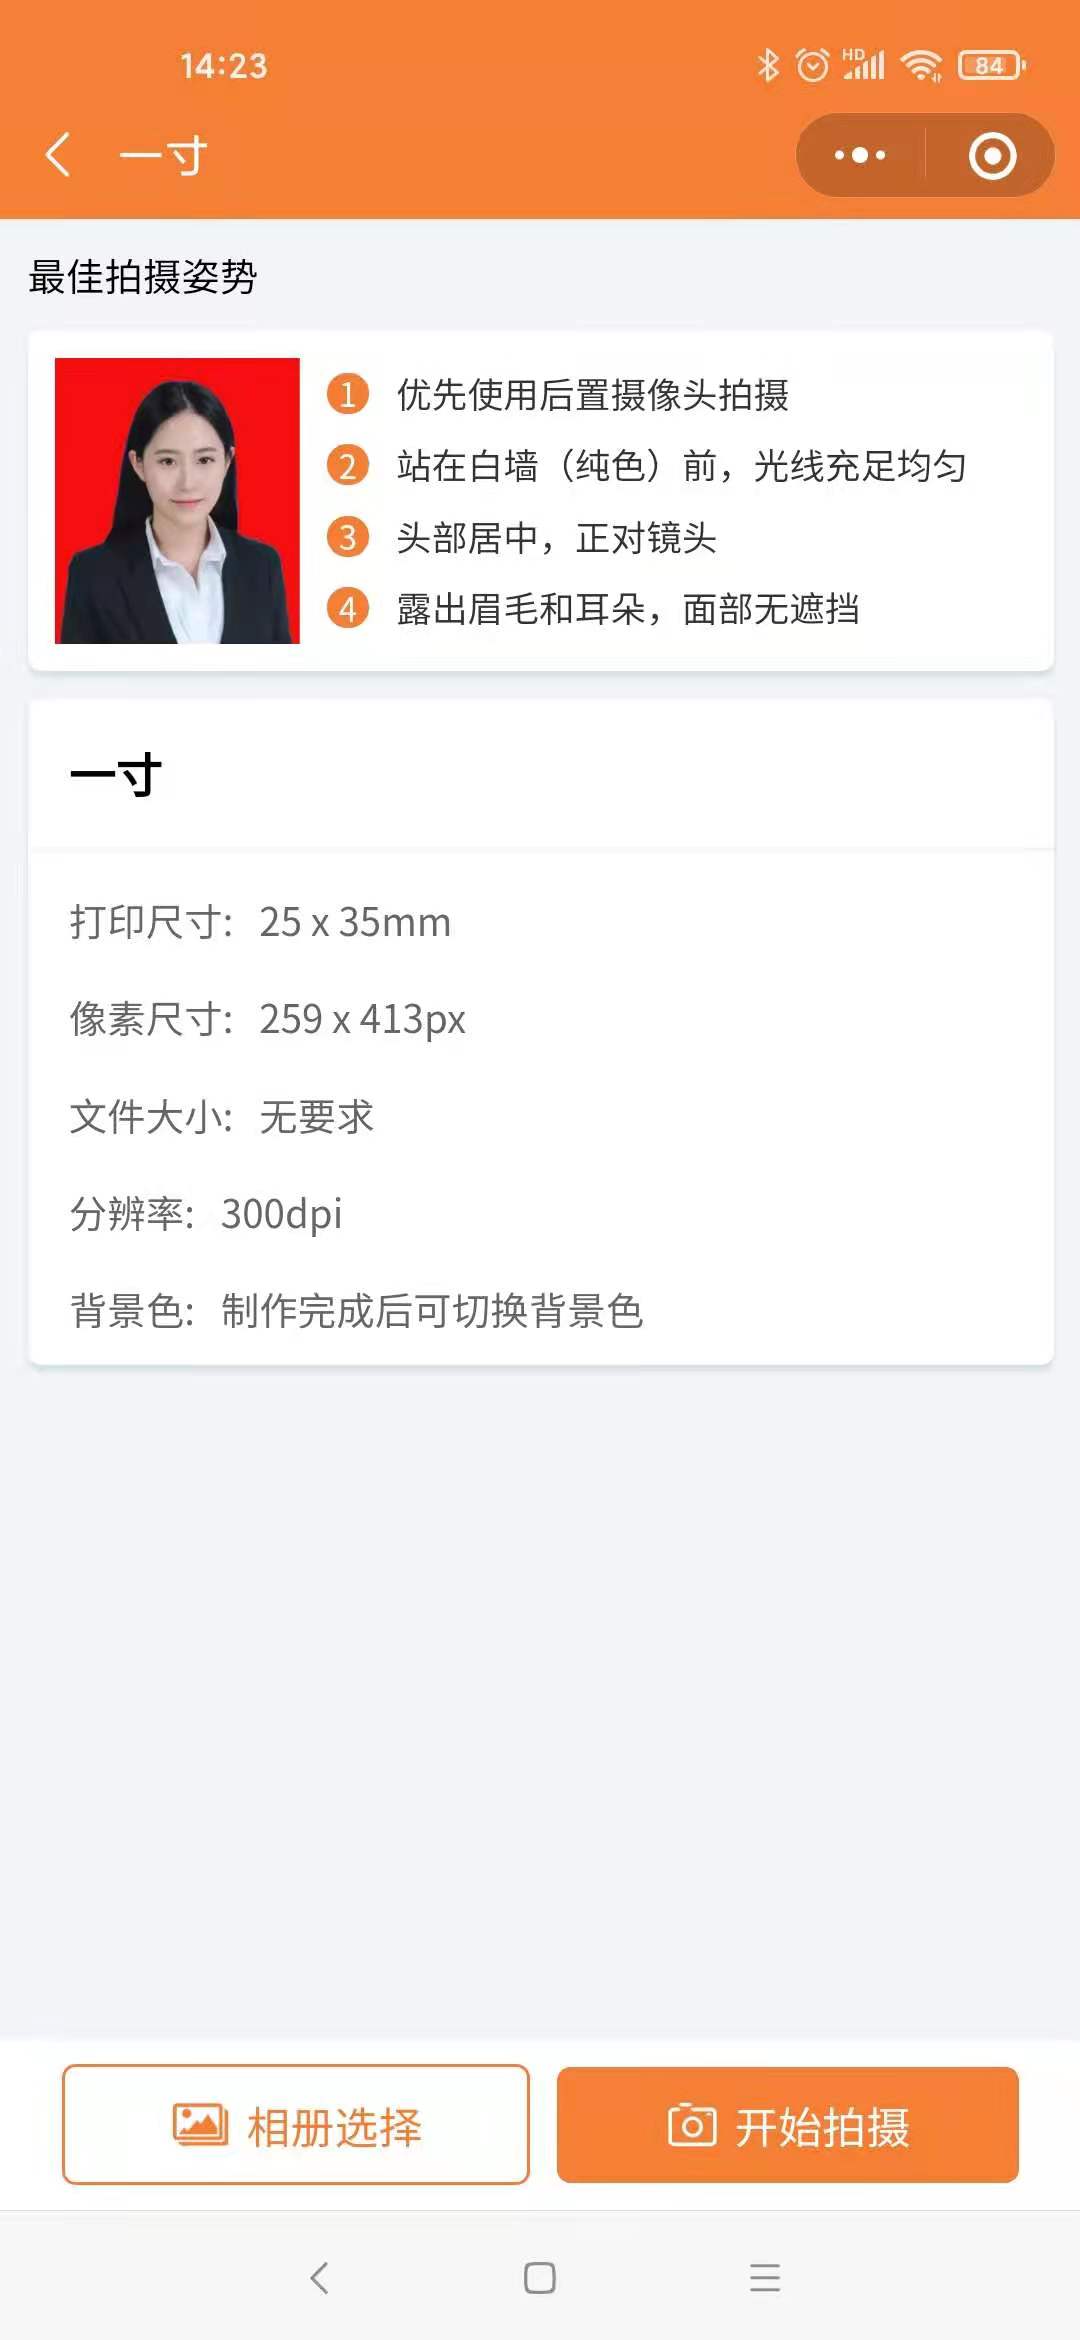 14:23
HD
84
一寸
最佳拍摄姿势
1 优先使用后置摄像头拍摄
2 站在白墙（纯色）前，光线充足均匀
3 头部居中，正对镜头
4 露出眉毛和耳朵，面部无遮挡
一寸
打印尺寸: 25 x 35mm
像素尺寸: 259 x 413px
文件大小: 无要求
分辨率: 300dpi
背景色: 制作完成后可切换背景色
相册选择
开始拍摄